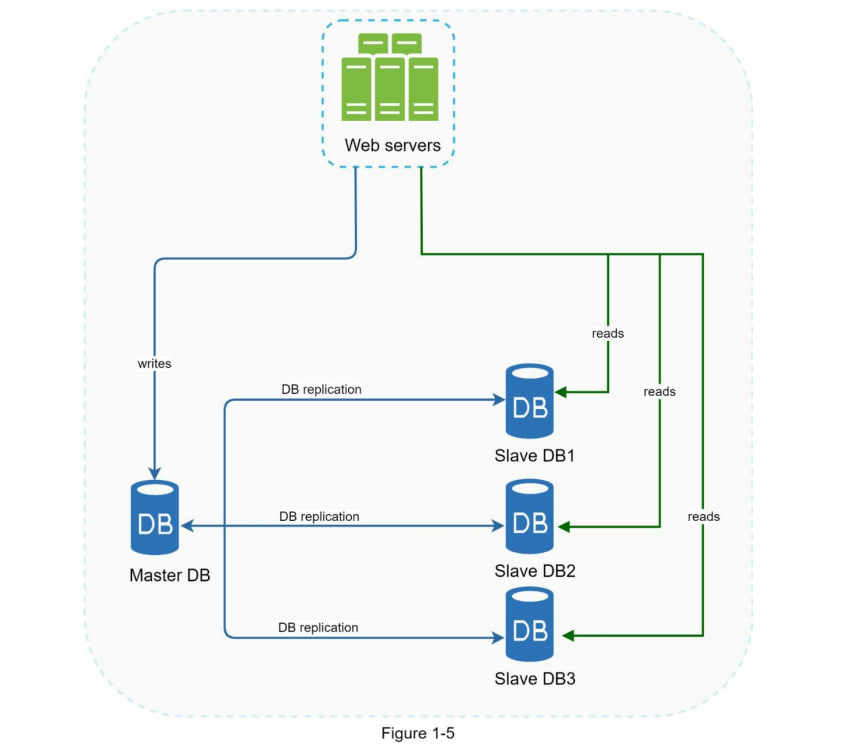 Web servers
reads
writes
DB replication
reads
DB
Slave DB1
DB replication
reads
DB
DB
Master DB
Slave DB2
DB replication
DB
Slave DB3
Figure 1-5